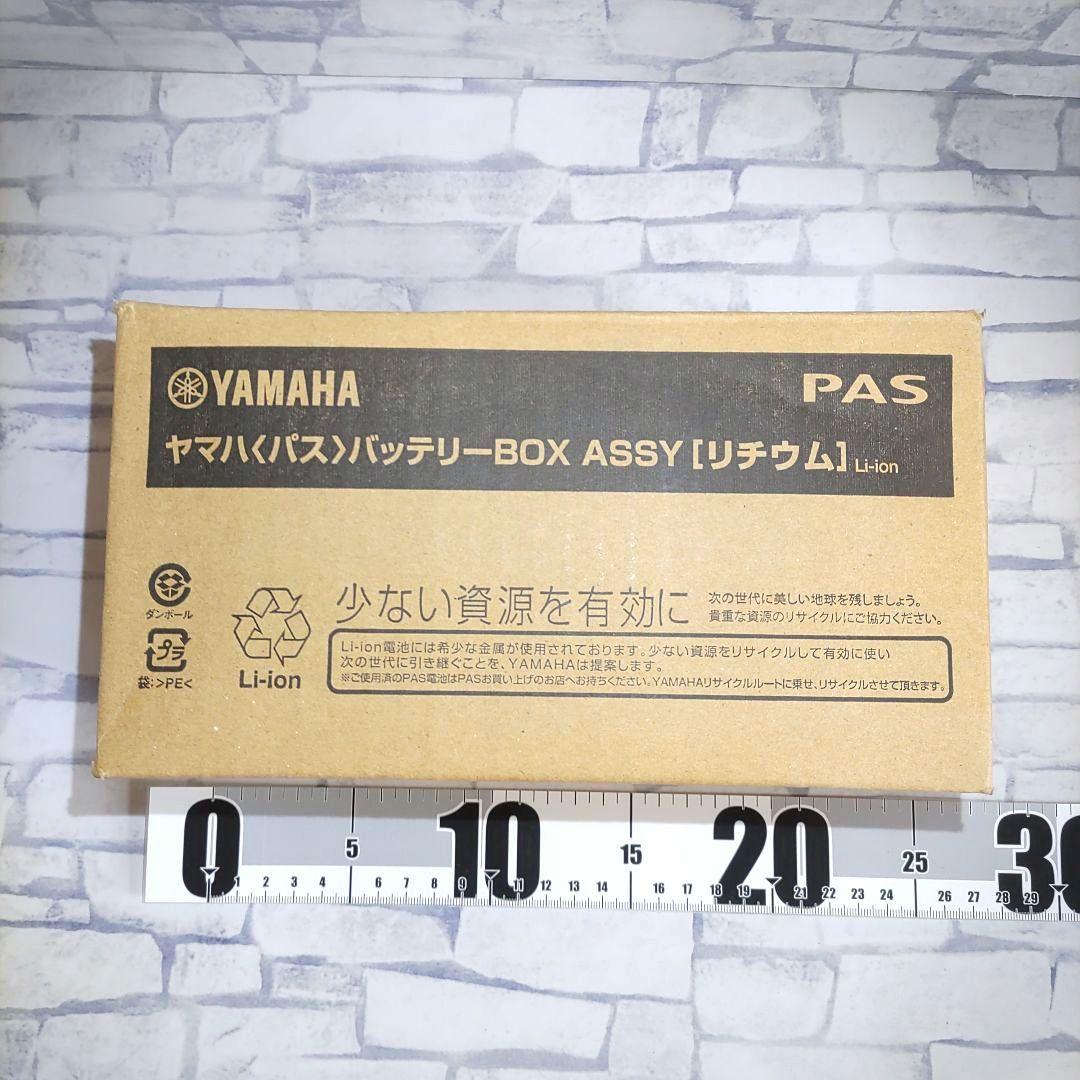 YAMAHA
PAS
ヤマハ〈パス〉バッテリーBOX ASSY [リチウム] Li-ion
ダンボール
プラ
袋:>PE<
Li-ion
少ない資源を有効に
次の世代に美しい地球を残しましょう。
貴重な資源のリサイクルにご協力ください。
Li-ion電池には希少な金属が使用されております。少ない資源をリサイクルして有効に使い
次の世代に引き継ぐことを、YAMAHAは提案します。
※ご使用済のPAS電池はPASお買い上げのお店へお持ちください。YAMAHAリサイクルルートに乗せ、リサイクルさせて頂きます。
0 5 10 15 20 25 30
1 2 3 4 6 7 8 9 11 12 13 14 16 17 18 19 21 22 23 24 26 27 28 29